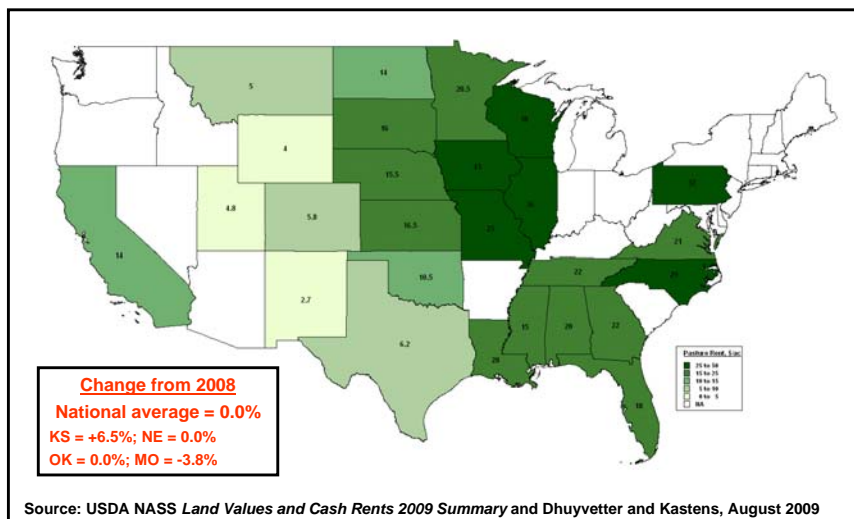 5
14
20.5
16
4
15.5
4.8
5.0
16.5
14
10.5
2.7
6.2
21
22
15
20
22
28
18
Pasture Rent, $/ac
25 to 50
15 to 25
10 to 15
5 to 10
0 to 5
NA
Change from 2008
National average = 0.0%
KS = +6.5%; NE = 0.0%
OK = 0.0%; MO = -3.8%
Source: USDA NASS Land Values and Cash Rents 2009 Summary and Dhuyvetter and Kastens, August 2009